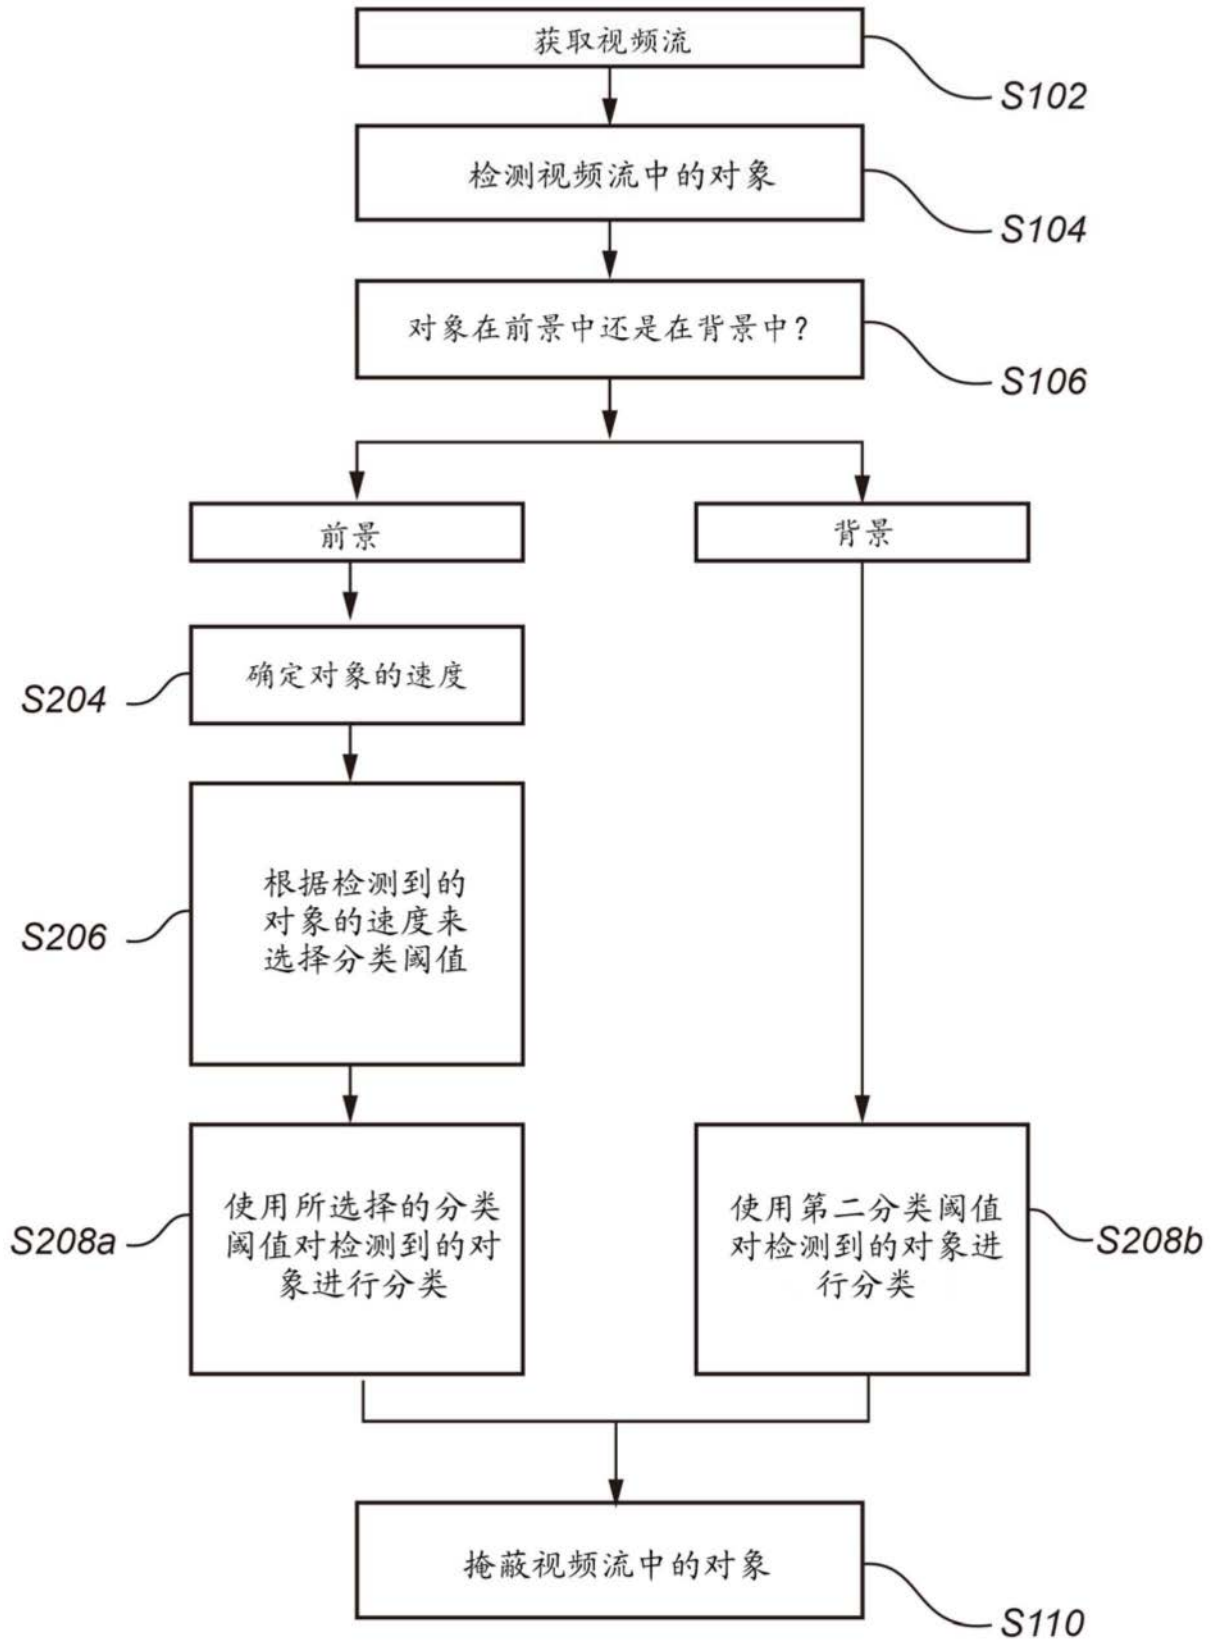 获取视频流
S102
检测视频流中的对象
S104
对象在前景中还是在背景中?
S106
前景
背景
确定对象的速度
S204
根据检测到的
对象的速度来
选择分类阈值
S206
使用所选择的分类
阈值对检测到的对
象进行分类
S208a
使用第二分类阈值
对检测到的对象进
行分类
S208b
掩蔽视频流中的对象
S110